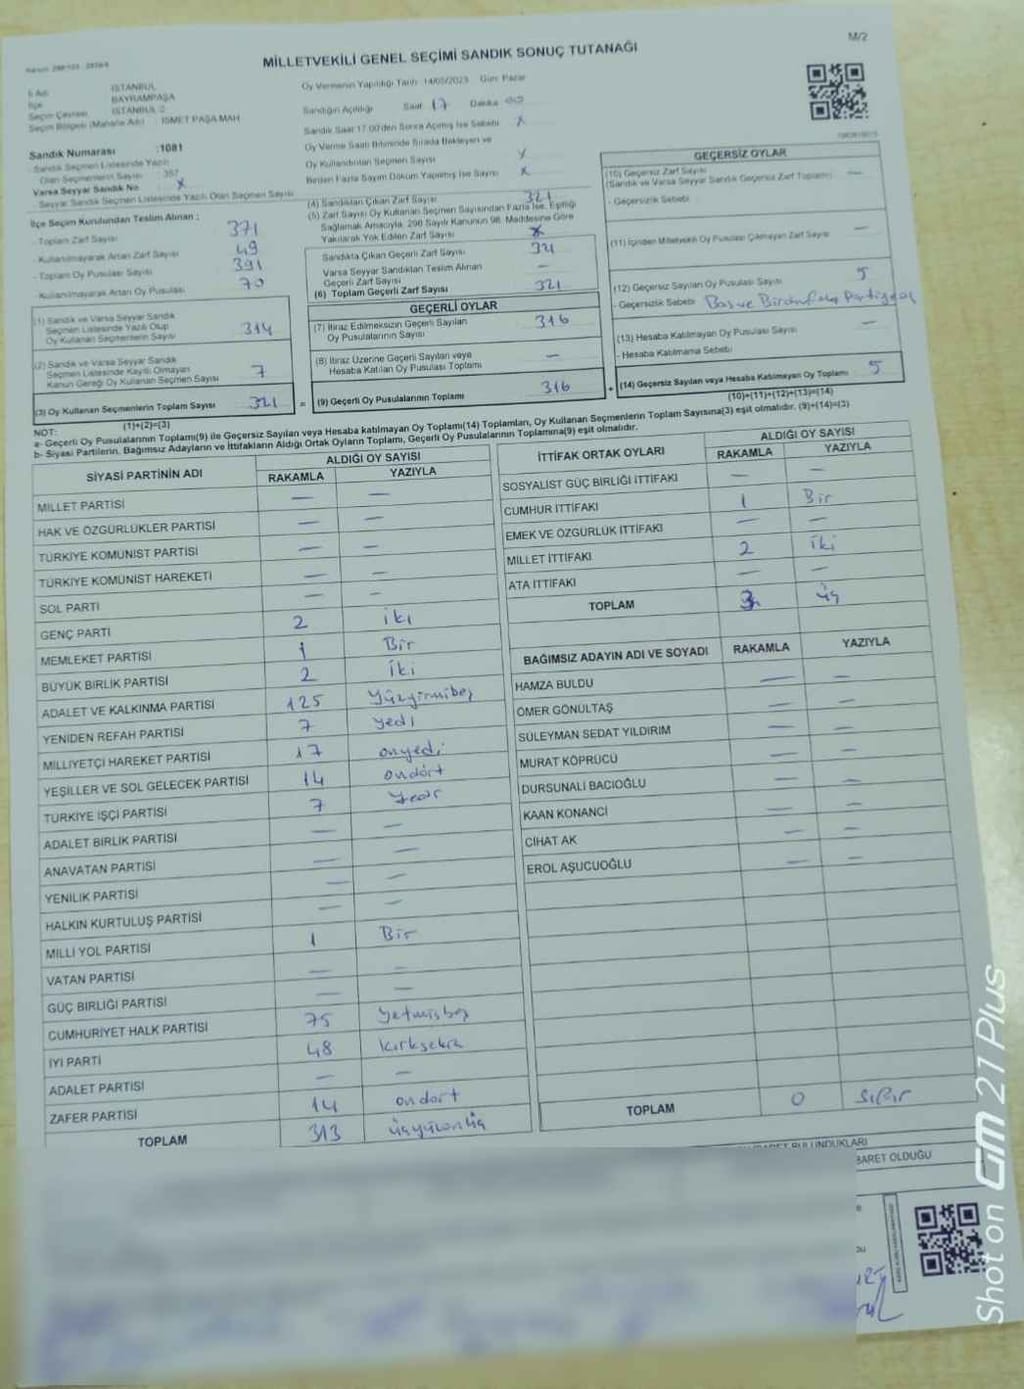 M/2
MİLLETVEKİLİ GENEL SEÇİMİ SANDIK SONUÇ TUTANAĞI
İl Adı : İSTANBUL
İlçe : BAYRAMPAŞA
Seçim Çevresi : İSTANBUL 2
Seçim Bölgesi (Mahalle Adı) : İSMET PAŞA MAH
Sandık Numarası :1081
Sandık Seçmen Listesinde Yazılı
Olan Seçmenlerin Sayısı : 357
Varsa Seyyar Sandık No x
Seyyar Sandık Seçmen Listesinde Yazılı Olan Seçmen Sayısı
İlçe Seçim Kurulundan Teslim Alınan :
- Toplam Zarf Sayısı 371
- Kullanılmayarak Artan Zarf Sayısı 49
- Toplam Oy Pusulası Sayısı 391
- Kullanılmayarak Artan Oy Pusulası 70
(1) Sandık ve Varsa Seyyar Sandık
Seçmen Listesinde Yazılı Olup
Oy Kullanan Seçmenlerin Sayısı 314
(2) Sandık ve Varsa Seyyar Sandık
Seçmen Listesinde Kayıtlı Olmayan
Kanun Gereği Oy Kullanan Seçmen Sayısı 7
(3) Oy Kullanan Seçmenlerin Toplam Sayısı 321
(1)+(2)=(3)
Oy Vermenin Yapıldığı Tarih 14/05/2023 Gün: Pazar
Sandığın Açıldığı Saat 17 Dakika
Sandık Saat 17.00'den Sonra Açılmış İse Sebebi x
Oy Verme Saati Bitiminde Sırada Bekleyen ve
Oy Kullandırılan Seçmen Sayısı x
Birden Fazla Sayım Döküm Yapılmış İse Sayısı x
(4) Sandıktan Çıkan Zarf Sayısı 321
(5) Zarf Sayısı Oy Kullanan Seçmen Sayısından Fazla İse, Eşitliği
Sağlamak Amacıyla, 298 Sayılı Kanunun 98. Maddesine Göre
Yakılarak Yok Edilen Zarf Sayısı x
Sandıkta Çıkan Geçerli Zarf Sayısı 321
Varsa Seyyar Sandıktan Teslim Alınan
Geçerli Zarf Sayısı —
(6) Toplam Geçerli Zarf Sayısı 321
GEÇERLİ OYLAR
(7) İtiraz Edilmeksizin Geçerli Sayılan
Oy Pusulalarının Sayısı 316
(8) İtiraz Üzerine Geçerli Sayılan veya
Hesaba Katılan Oy Pusulası Toplamı —
= (9) Geçerli Oy Pusulalarının Toplamı 316
GEÇERSİZ OYLAR
(10) Geçersiz Zarf Sayısı
(Sandık ve Varsa Seyyar Sandık Geçersiz Zarf Toplamı) —
- Geçersizlik Sebebi
(11) İçinden Milletvekili Oy Pusulası Çıkmayan Zarf Sayısı —
(12) Geçersiz Sayılan Oy Pusulası Sayısı 5
- Geçersizlik Sebebi
(13) Hesaba Katılmayan Oy Pusulası Sayısı —
- Hesaba Katılmama Sebebi
+ (14) Geçersiz Sayılan veya Hesaba Katılmayan Oy Toplamı 5
(10)+(11)+(12)+(13)=(14)
NOT:
a- Geçerli Oy Pusulalarının Toplamı(9) ile Geçersiz Sayılan veya Hesaba katılmayan Oy Toplamı(14) Toplamları, Oy Kullanan Seçmenlerin Toplam Sayısına(3) eşit olmalıdır. (9)+(14)=(3)
b- Siyasi Partilerin, Bağımsız Adayların ve İttifakların Aldığı Ortak Oyların Toplamı, Geçerli Oy Pusulalarının Toplamına(9) eşit olmalıdır.
SİYASİ PARTİNİN ADI ALDIĞI OY SAYISI
RAKAMLA YAZIYLA
MİLLET PARTİSİ — —
HAK VE ÖZGÜRLÜKLER PARTİSİ — —
TÜRKİYE KOMÜNİST PARTİSİ — —
TÜRKİYE KOMÜNİST HAREKETİ — —
SOL PARTİ — —
GENÇ PARTİ 2 iki
MEMLEKET PARTİSİ 1 Bir
BÜYÜK BİRLİK PARTİSİ 2 İki
ADALET VE KALKINMA PARTİSİ 125 Yüzyirmibeş
YENİDEN REFAH PARTİSİ 7 yedi
MİLLİYETÇİ HAREKET PARTİSİ 17 onyedi
YEŞİLLER VE SOL GELECEK PARTİSİ 14 ondört
TÜRKİYE İŞÇİ PARTİSİ 7 Yedi
ADALET BİRLİK PARTİSİ — —
ANAVATAN PARTİSİ — —
YENİLİK PARTİSİ — —
HALKIN KURTULUŞ PARTİSİ — —
MİLLİ YOL PARTİSİ 1 Bir
VATAN PARTİSİ — —
GÜÇ BİRLİĞİ PARTİSİ — —
CUMHURİYET HALK PARTİSİ 75 yetmişbeş
İYİ PARTİ 48 kırksekiz
ADALET PARTİSİ — —
ZAFER PARTİSİ 14 ondört
TOPLAM 313 üçyüzonüç
İTTİFAK ORTAK OYLARI ALDIĞI OY SAYISI
RAKAMLA YAZIYLA
SOSYALİST GÜÇ BİRLİĞİ İTTİFAKI — —
CUMHUR İTTİFAKI 1 Bir
EMEK VE ÖZGÜRLÜK İTTİFAKI — —
MİLLET İTTİFAKI 2 iki
ATA İTTİFAKI — —
TOPLAM 3 üç
BAĞIMSIZ ADAYIN ADI VE SOYADI RAKAMLA YAZIYLA
HAMZA BULDU — —
ÖMER GÖNÜLTAŞ — —
SÜLEYMAN SEDAT YILDIRIM — —
MURAT KÖPRÜCÜ — —
DURSUNALİ BACIOĞLU — —
KAAN KONANCI — —
CİHAT AK — —
EROL AŞUCUOĞLU — —
TOPLAM 0 Sıfır
BULUNDUKLARI
BARET OLDUĞU
Shot on Gm 21 Plus